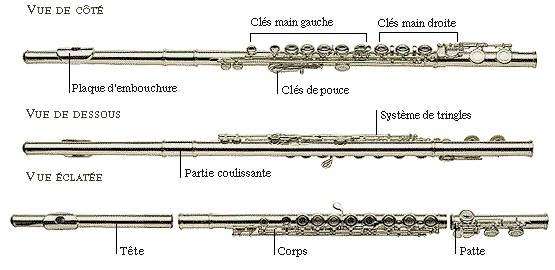 VUE DE CÔTÉ
Clés main gauche
Clés main droite
Plaque d'embouchure
Clés de pouce
VUE DE DESSOUS
Système de tringles
Partie coulissante
VUE ÉCLATÉE
Tête
Corps
Patte